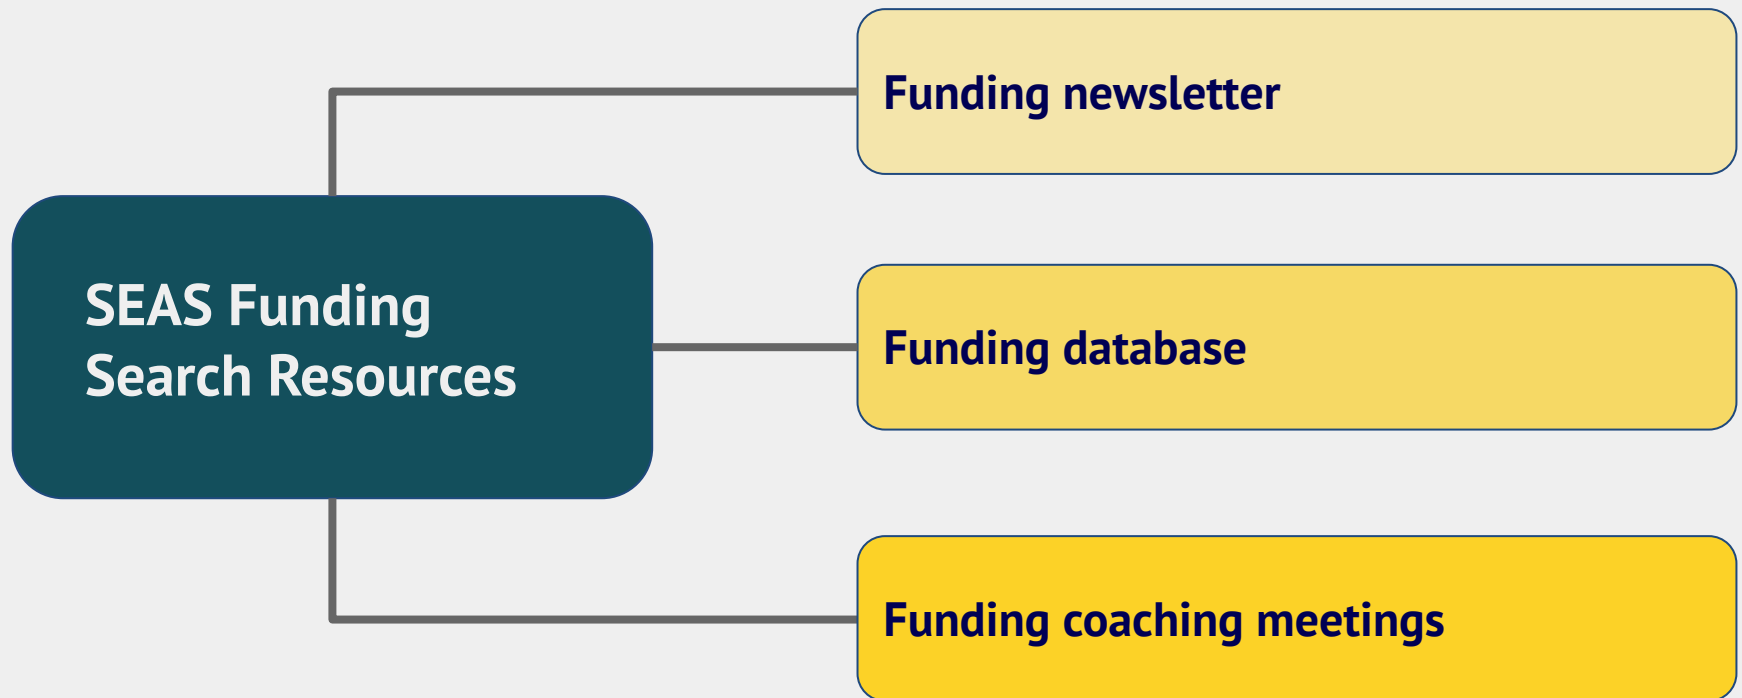 Funding newsletter
SEAS Funding
Search Resources
Funding database
Funding coaching meetings